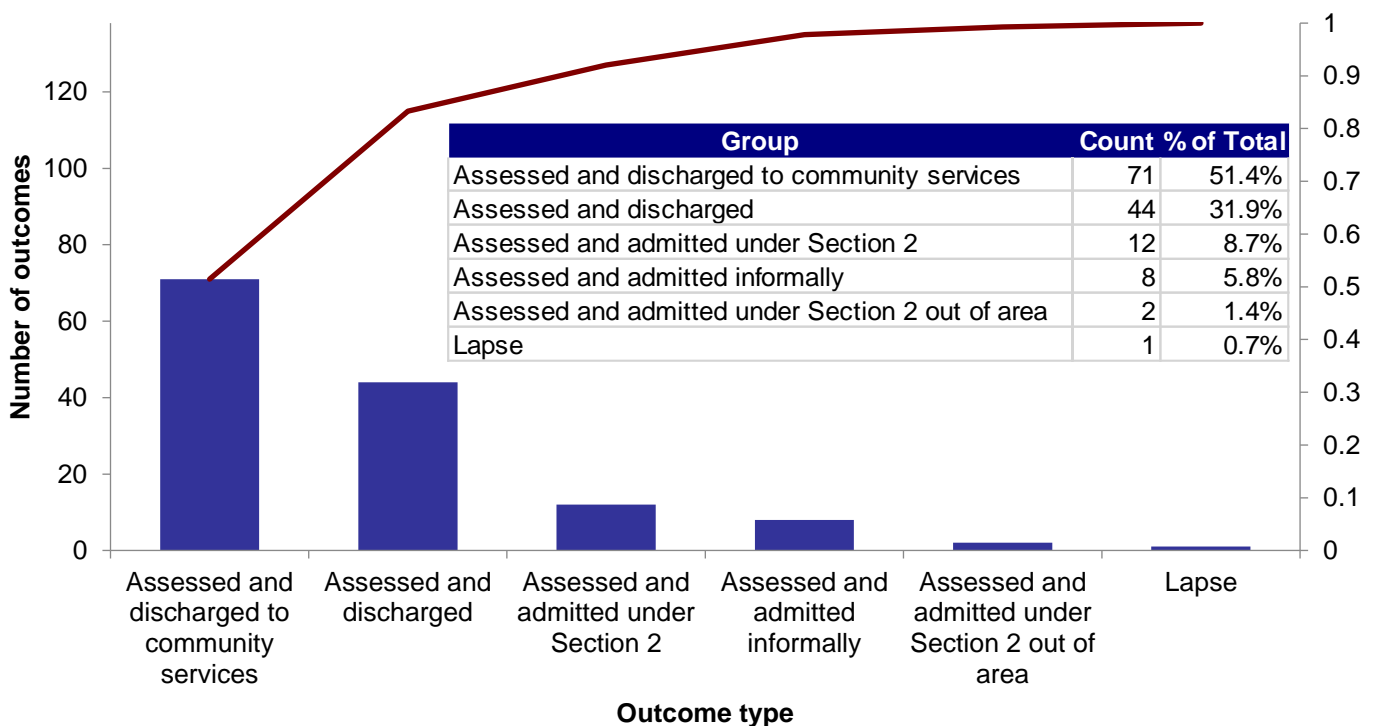 Number of outcomes
120
100
80
60
40
20
0
Group Count % of Total
Assessed and discharged to community services 71 51.4%
Assessed and discharged 44 31.9%
Assessed and admitted under Section 2 12 8.7%
Assessed and admitted informally 8 5.8%
Assessed and admitted under Section 2 out of area 2 1.4%
Lapse 1 0.7%
1
0.9
0.8
0.7
0.6
0.5
0.4
0.3
0.2
0.1
0
Assessed and
discharged to
community
services
Assessed and
discharged
Assessed and
admitted under
Section 2
Assessed and
admitted
informally
Assessed and
admitted under
Section 2 out of
area
Lapse
Outcome type